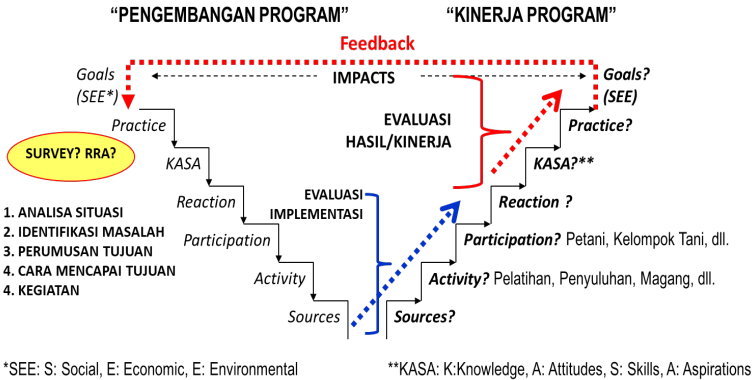 “PENGEMBANGAN PROGRAM”
“KINERJA PROGRAM”
Feedback
Goals
(SEE*)
IMPACTS
Goals?
(SEE)
Practice
EVALUASI
HASIL/KINERJA
Practice?
SURVEY? RRA?
KASA
KASA?**
Reaction
EVALUASI
IMPLEMENTASI
Reaction ?
1. ANALISA SITUASI
2. IDENTIFIKASI MASALAH
3. PERUMUSAN TUJUAN
4. CARA MENCAPAI TUJUAN
4. KEGIATAN
Participation
Participation? Petani, Kelompok Tani, dll.
Activity
Activity? Pelatihan, Penyuluhan, Magang, dll.
Sources
Sources?
*SEE: S: Social, E: Economic, E: Environmental
**KASA: K:Knowledge, A: Attitudes, S: Skills, A: Aspirations